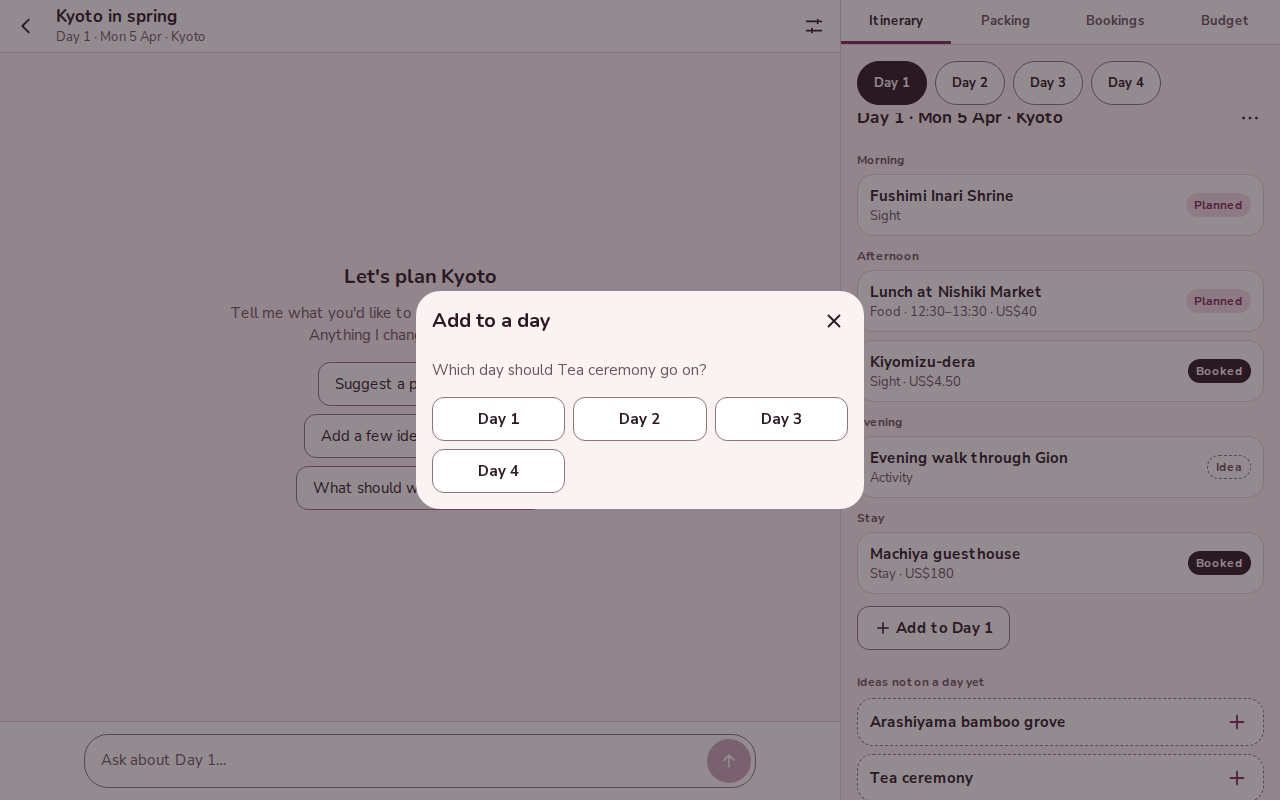 Kyoto in spring
Day 1 · Mon 5 Apr · Kyoto
Itinerary
Packing
Bookings
Budget
Day 1
Day 2
Day 3
Day 4
Day 1 · Mon 5 Apr · Kyoto
Morning
Fushimi Inari Shrine
Sight
Planned
Afternoon
Lunch at Nishiki Market
Food · 12:30–13:30 · US$40
Planned
Kiyomizu-dera
Sight · US$4.50
Booked
vening
Evening walk through Gion
Activity
Idea
Stay
Machiya guesthouse
Stay · US$180
Booked
Add to Day 1
Ideas not on a day yet
Arashiyama bamboo grove
Tea ceremony
Let's plan Kyoto
Tell me what you'd like to
Anything I
Suggest a
Add a few
What should
Add to a day
Which day should Tea ceremony go on?
Day 1
Day 2
Day 3
Day 4
Ask about Day 1...